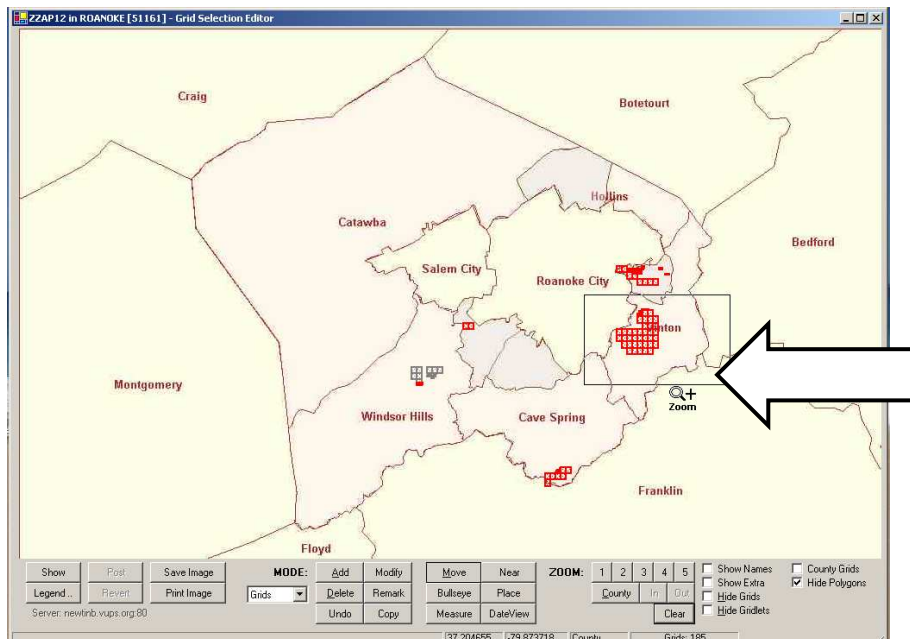 ZZAP12 in ROANOKE [51161] - Grid Selection Editor
Craig
Botetourt
Hollins
Catawba
Bedford
Salem City
Roanoke City
Montgomery
Zoom
Windsor Hills
Cave Spring
Franklin
Floyd
Show Post Save Image MODE: Add Modify Move Near ZOOM: 1 2 3 4 5 Show Names County Grids
Legend .. Revert Print Image Grids Delete Remark Bullseye Place County In Out Show Extra Hide Polygons
Server: newtinb.vups.org:80 Undo Copy Measure DateView Clear Hide Grids
Hide Gridlets
37.204655 -79.873718 County Grids: 185